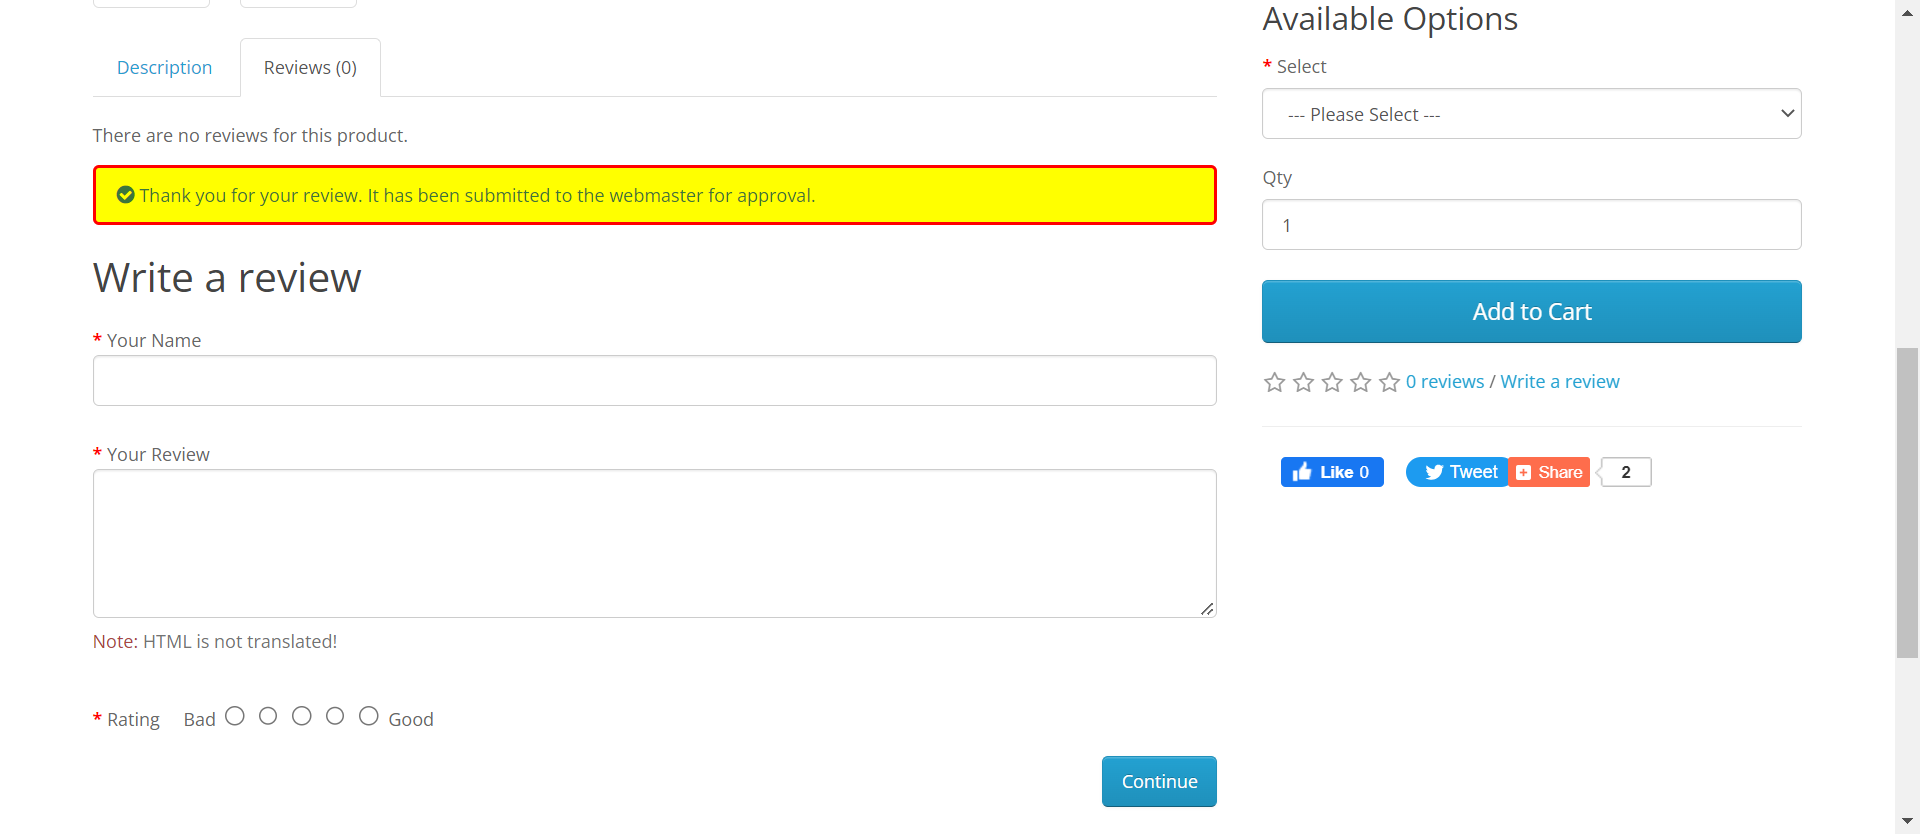 Description
Reviews (0)
There are no reviews for this product.
Thank you for your review. It has been submitted to the webmaster for approval.
Write a review
* Your Name
* Your Review
Note: HTML is not translated!
* Rating Bad Good
Continue
Available Options
* Select
--- Please Select ---
Qty
1
Add to Cart
0 reviews / Write a review
Like 0 Tweet Share 2